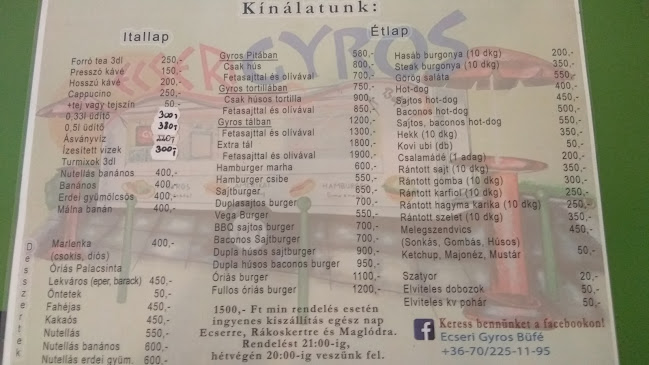 Kínálatunk:
Itallap
Forró tea 3dl 250,-
Presszó kávé 150,-
Hosszú kávé 200,-
Cappucino 250,-
+tej vagy tejszín 50,-
0,33l üdítő 300,-
0,5l üdítő 380,-
Ásványvíz
Ízesített vizek 300,-
Turmixok 3dl
Nutellás banános 400,-
Banános 400,-
Erdei gyümölcsös 400,-
Málna banán 400,-
Desszertek
Marlenka 400,-
(csokis, diós)
Óriás Palacsinta
Lekváros (eper, barack) 450,-
Öntetek 50,-
Fahéjas 450,-
Kakaós 450,-
Nutellás 550,-
Nutellás banános 600,-
Nutellás erdei gyüm. 600,-
Étlap
Gyros Pitában 560,-
Csak hús 800,-
Fetasajttal és olívával 700,-
Gyros tortillában 750,-
Csak húsos tortilla 900,-
Fetasajttal és olívával 850,-
Gyros tálban 1200,-
Fetasajttal és olívával 1300,-
Extra tál 1800,-
Fetasajttal és olívával 1900,-
Hamburger marha 600,-
Hamburger csibe 550,-
Sajtburger 650,-
Duplasajtos burger 700,-
Vega Burger 550,-
BBQ sajtos burger 700,-
Baconos Sajtburger 700,-
Dupla húsos sajtburger 900,-
Dupla húsos baconos burger 950,-
Óriás burger 1100,-
Fullos óriás burger 1200,-
1500,- Ft min rendelés esetén
ingyenes kiszállítás egész nap
Ecserre, Rákoskertre és Maglódra.
Rendelést 21:00-ig,
hétvégén 20:00-ig veszünk fel.
Hasáb burgonya (10 dkg) 200,-
Steak burgonya (10 dkg) 350,-
Görög saláta 550,-
Hot-dog 400,-
Sajtos hot-dog 450,-
Baconos hot-dog 500,-
Sajtos, baconos hot-dog 550,-
Hekk (10 dkg) 350,-
Kovi ubi (db) 50,-
Csalamádé (1 adag) 200,-
Rántott sajt (10 dkg) 350,-
Rántott gomba (10 dkg) 300,-
Rántott karfiol (10 dkg) 250,-
Rántott hagyma karika (10 dkg) 250,-
Rántott szelet (10 dkg) 350,-
Melegszendvics 450,-
(Sonkás, Gombás, Húsos)
Ketchup, Majonéz, Mustár 50,-
Szatyor 20,-
Elviteles dobozok 50,-
Elviteles kv pohár 50,-
Keress bennünket a facebookon!
Ecseri Gyros Büfé
+36-70/225-11-95